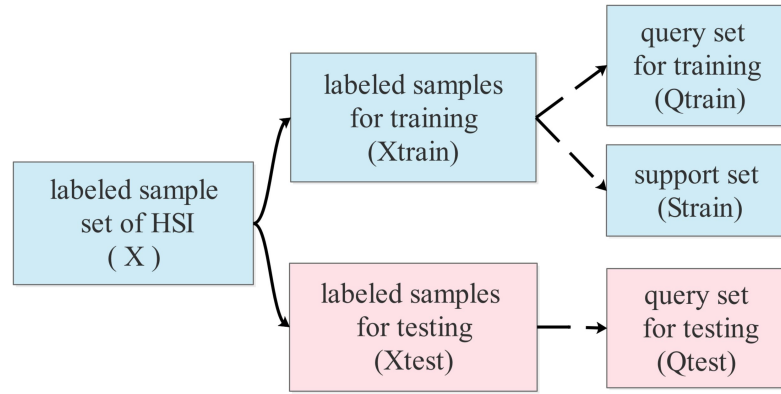 labeled sample
set of HSI
( X )
labeled samples
for training
(Xtrain)
labeled samples
for testing
(Xtest)
query set
for training
(Qtrain)
support set
(Strain)
query set
for testing
(Qtest)